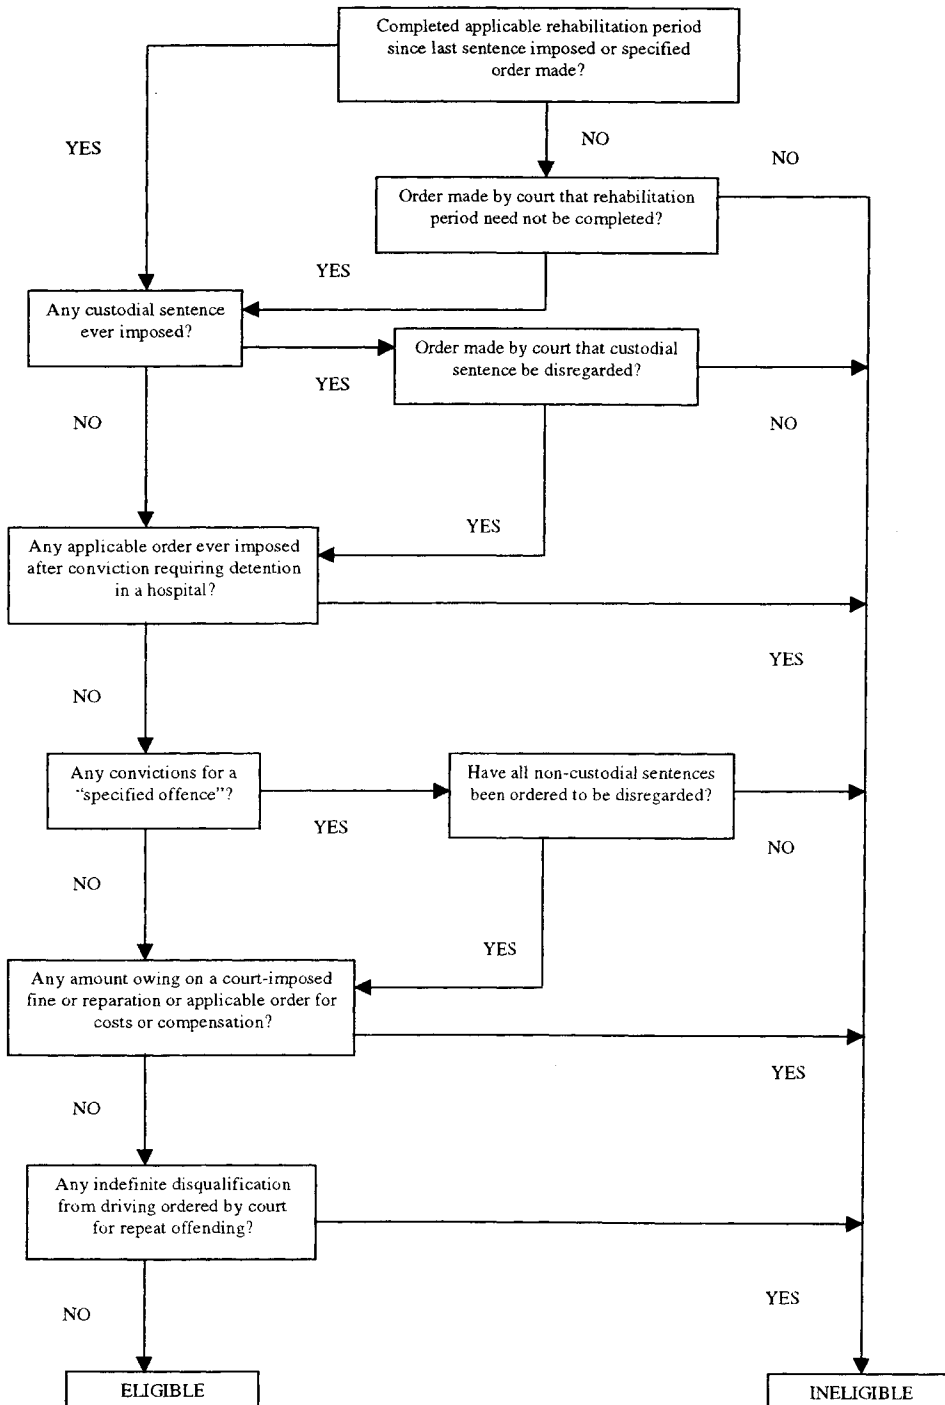 Completed applicable rehabilitation period
since last sentence imposed or specified
order made?
YES
NO
NO
Order made by court that rehabilitation
period need not be completed?
YES
Any custodial sentence
ever imposed?
Order made by court that custodial
sentence be disregarded?
YES
NO
NO
YES
Any applicable order ever imposed
after conviction requiring detention
in a hospital?
YES
NO
Any convictions for a
“specified offence”?
Have all non-custodial sentences
been ordered to be disregarded?
YES
NO
NO
YES
Any amount owing on a court-imposed
fine or reparation or applicable order for
costs or compensation?
YES
NO
Any indefinite disqualification
from driving ordered by court
for repeat offending?
YES
NO
ELIGIBLE
INELIGIBLE